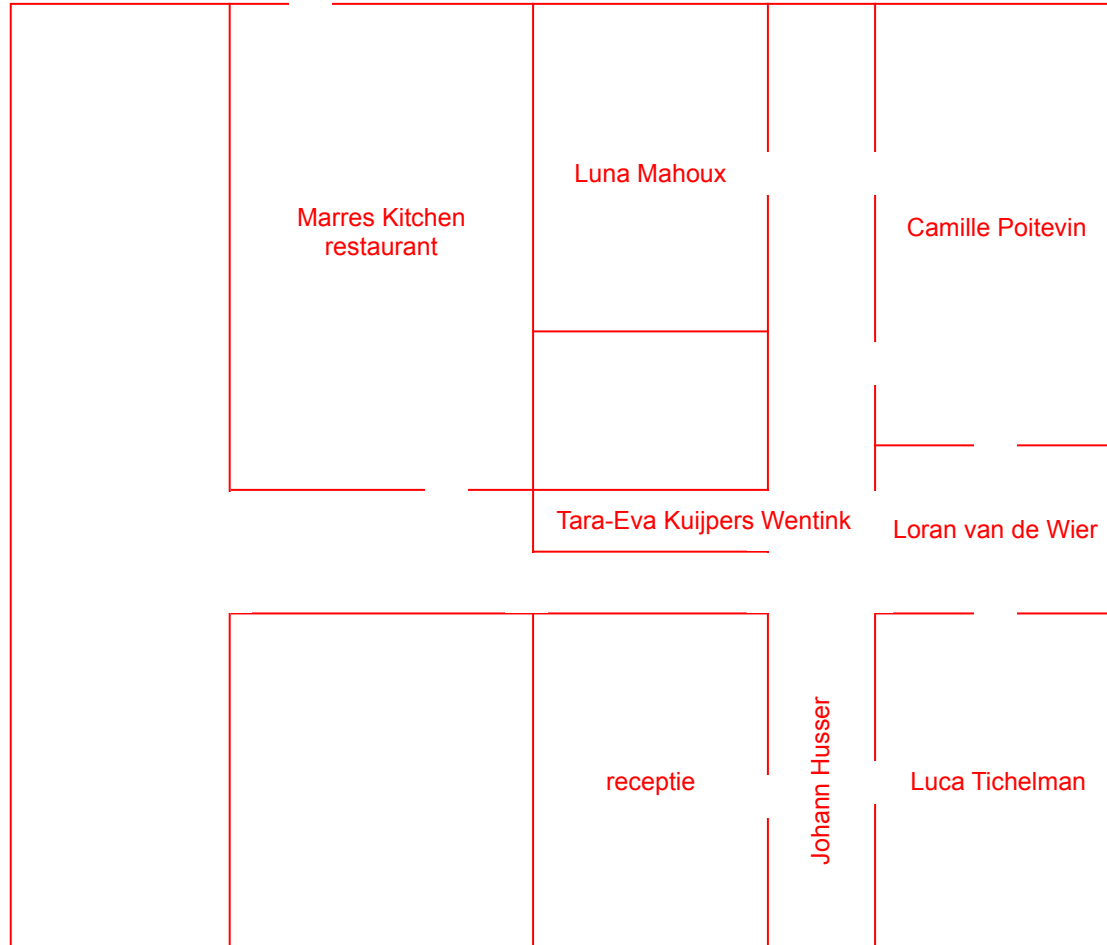 Luna Mahoux
Marres Kitchen
restaurant
Camille Poitevin
Tara-Eva Kuijpers Wentink
Loran van de Wier
receptie
Johann Husser
Luca Tichelman